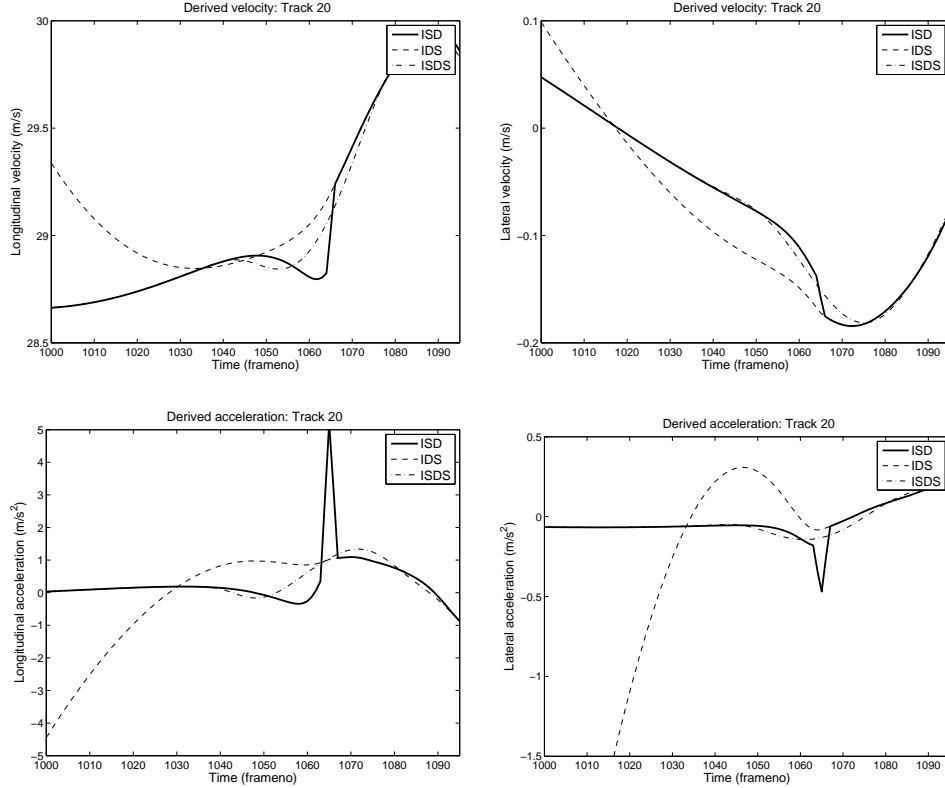 Derived velocity: Track 20
30
29.5
29
28.5
Longitudinal velocity (m/s)
ISD
IDS
ISDS
1000 1010 1020 1030 1040 1050 1060 1070 1080 1090
Time (frameno)
Derived velocity: Track 20
0
−0.1
−0.2
0.1
Lateral velocity (m/s)
ISD
IDS
ISDS
1000 1010 1020 1030 1040 1050 1060 1070 1080 1090
Time (frameno)
Derived acceleration: Track 20
5
4
3
2
1
0
−1
−2
−3
−4
−5
Longitudinal acceleration (m/s²)
ISD
IDS
ISDS
1000 1010 1020 1030 1040 1050 1060 1070 1080 1090
Time (frameno)
Derived acceleration: Track 20
0.5
0
−0.5
−1
−1.5
Lateral acceleration (m/s²)
ISD
IDS
ISDS
1000 1010 1020 1030 1040 1050 1060 1070 1080 1090
Time (frameno)